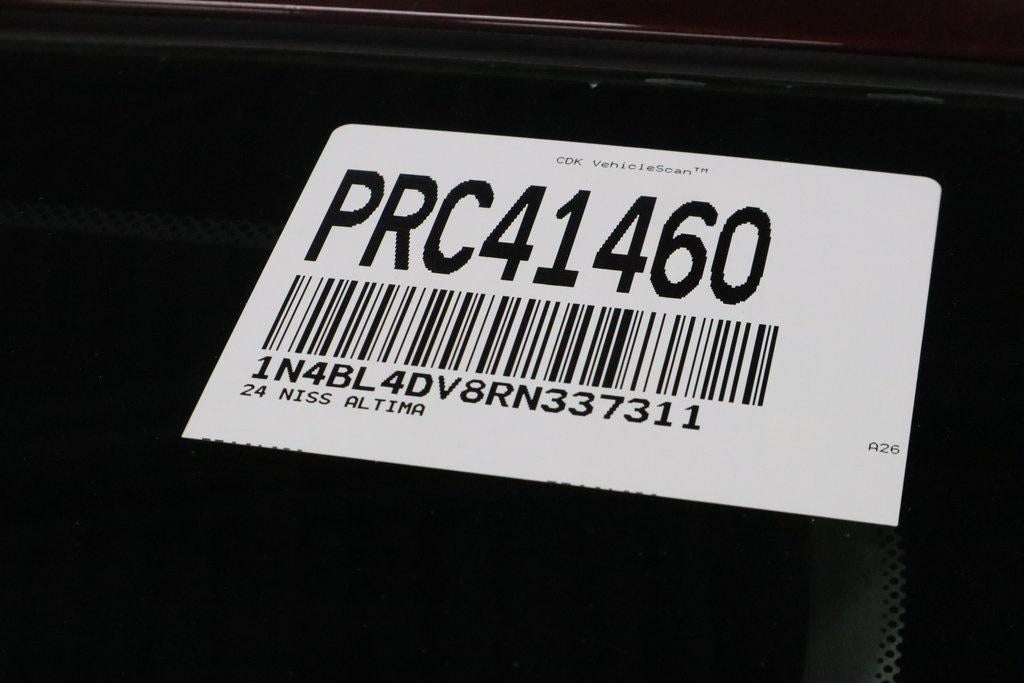 CDK VehicleScan™
PRC41460
1N4BL4DV8RN337311
24 NISS ALTIMA
A26